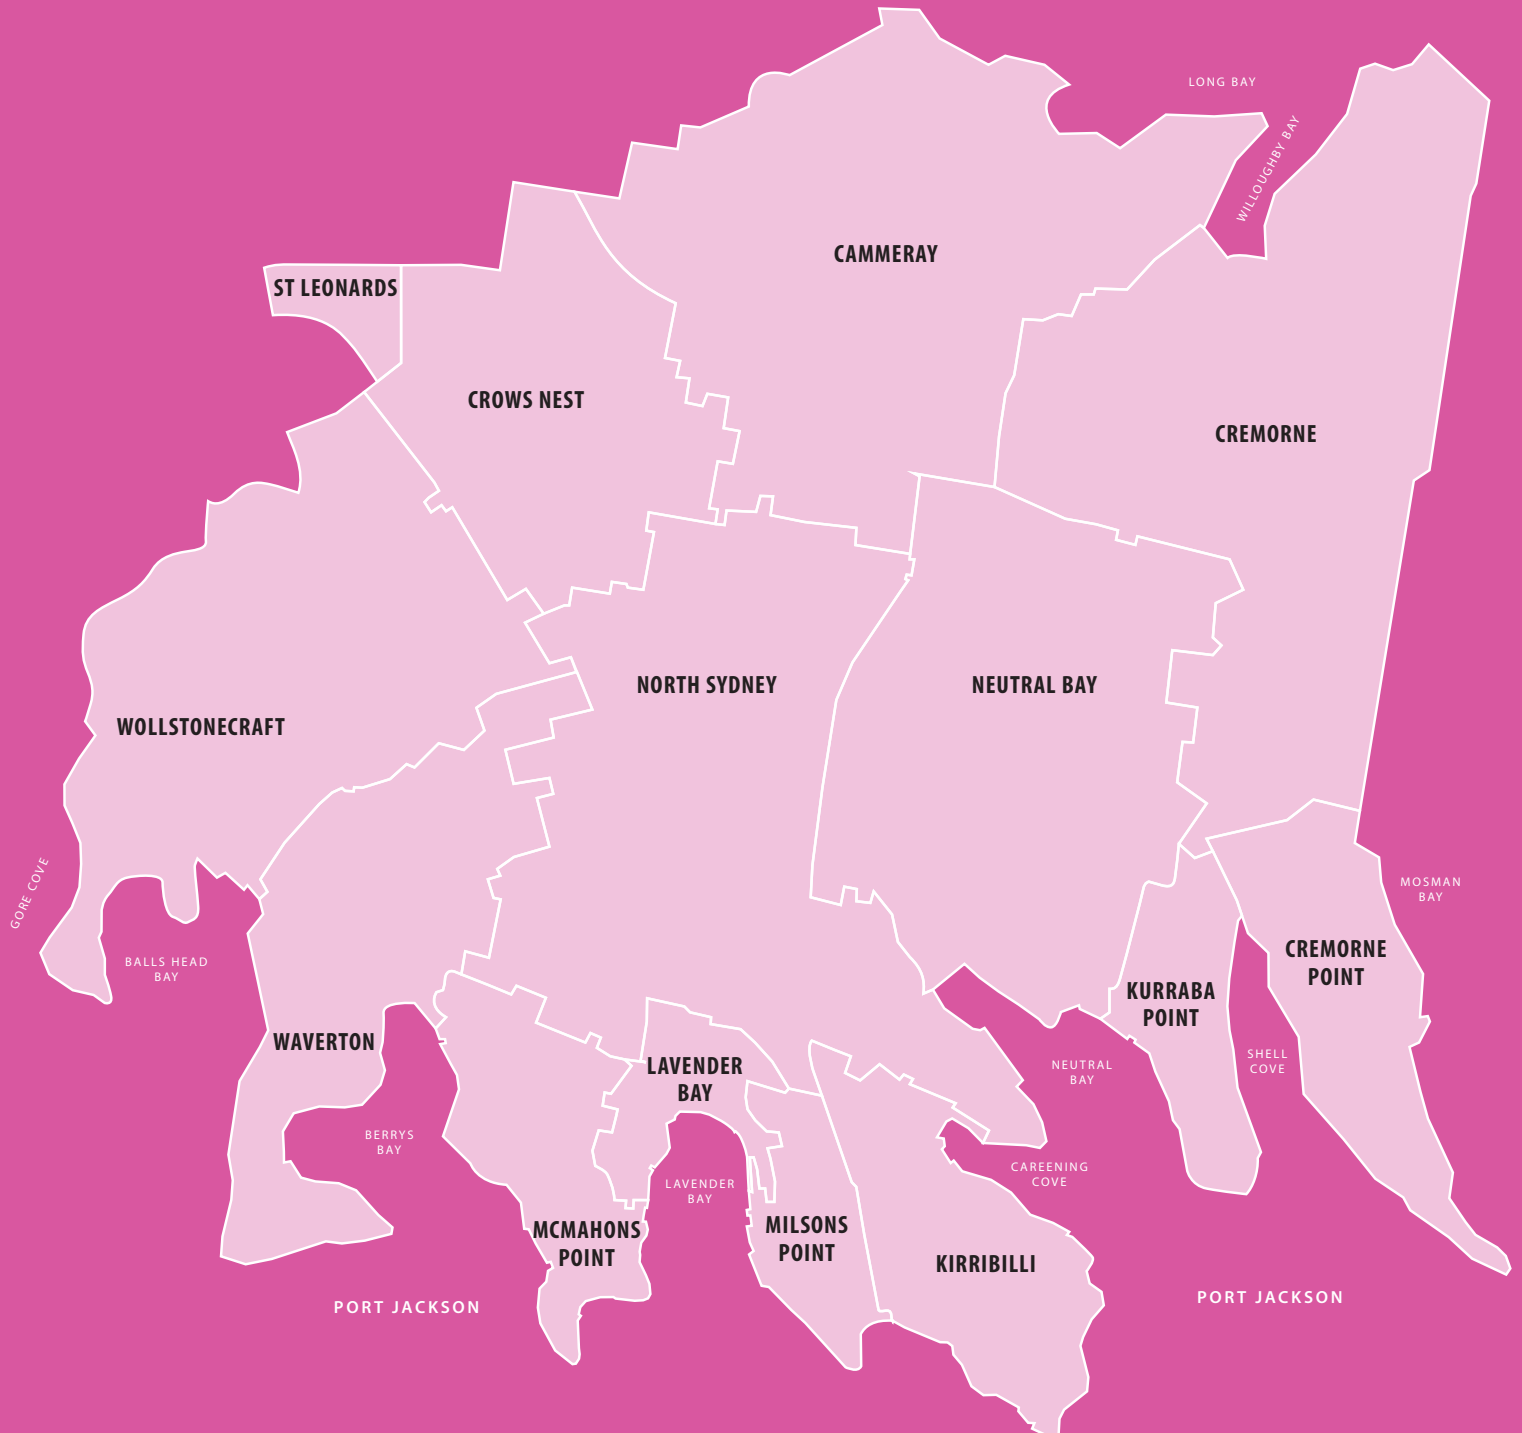 LONG BAY
WILLOUGHBY BAY
CAMMERAY
ST LEONARDS
CROWS NEST
CREMORNE
NORTH SYDNEY
NEUTRAL BAY
WOLLSTONECRAFT
GORE COVE
MOSMAN
BAY
BALLS HEAD
BAY
CREMORNE
POINT
KURRABA
POINT
WAVERTON
LAVENDER
BAY
NEUTRAL
BAY
SHELL
COVE
BERRYS
BAY
CAREENING
COVE
LAVENDER
BAY
MCMAHONS
POINT
MILSONS
POINT
KIRRIBILLI
PORT JACKSON
PORT JACKSON